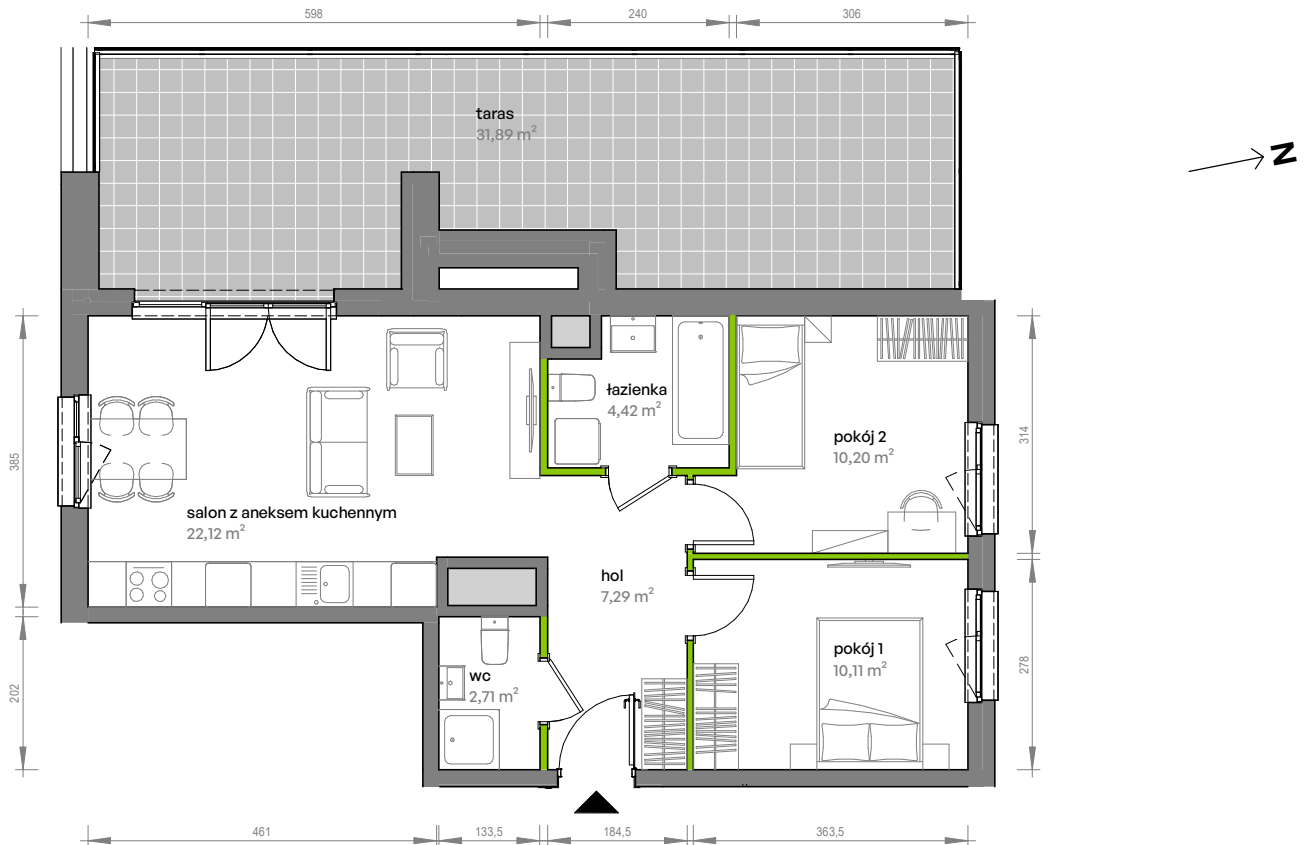 598
240
306
taras
31,89 m²
N
385
314
łazienka
4,42 m²
pokój 2
10,20 m²
salon z aneksem kuchennym
22,12 m²
hol
7,29 m²
202
278
wc
2,71 m²
pokój 1
10,11 m²
461
133,5
184,5
363,5